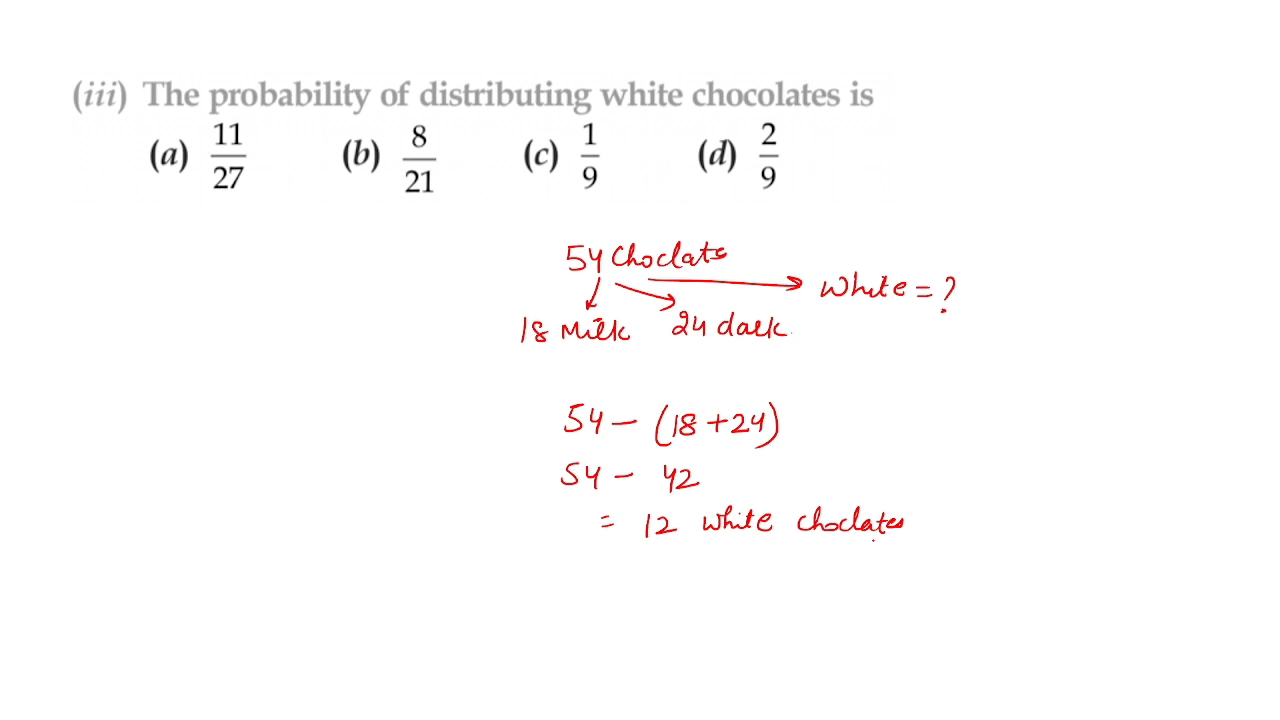 (iii) The probability of distributing white chocolates is
(a) 11/27 (b) 8/21 (c) 1/9 (d) 2/9
54 Choclate
White = ?
18 Milk 24 dark
54 - (18 + 24)
54 - 42
= 12 white choclates